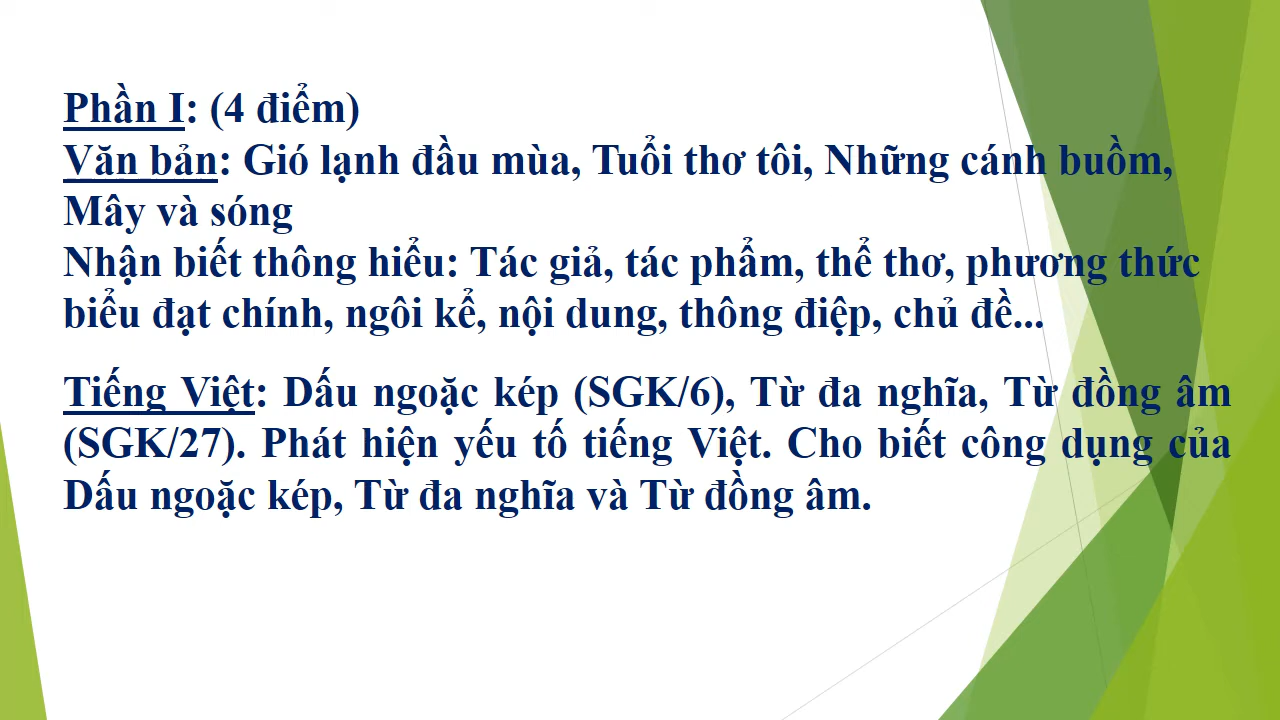 Phần I: (4 điểm)
Văn bản: Gió lạnh đầu mùa, Tuổi thơ tôi, Những cánh buồm,
Mây và sóng
Nhận biết thông hiểu: Tác giả, tác phẩm, thể thơ, phương thức
biểu đạt chính, ngôi kể, nội dung, thông điệp, chủ đề...
Tiếng Việt: Dấu ngoặc kép (SGK/6), Từ đa nghĩa, Từ đồng âm
(SGK/27). Phát hiện yếu tố tiếng Việt. Cho biết công dụng của
Dấu ngoặc kép, Từ đa nghĩa và Từ đồng âm.